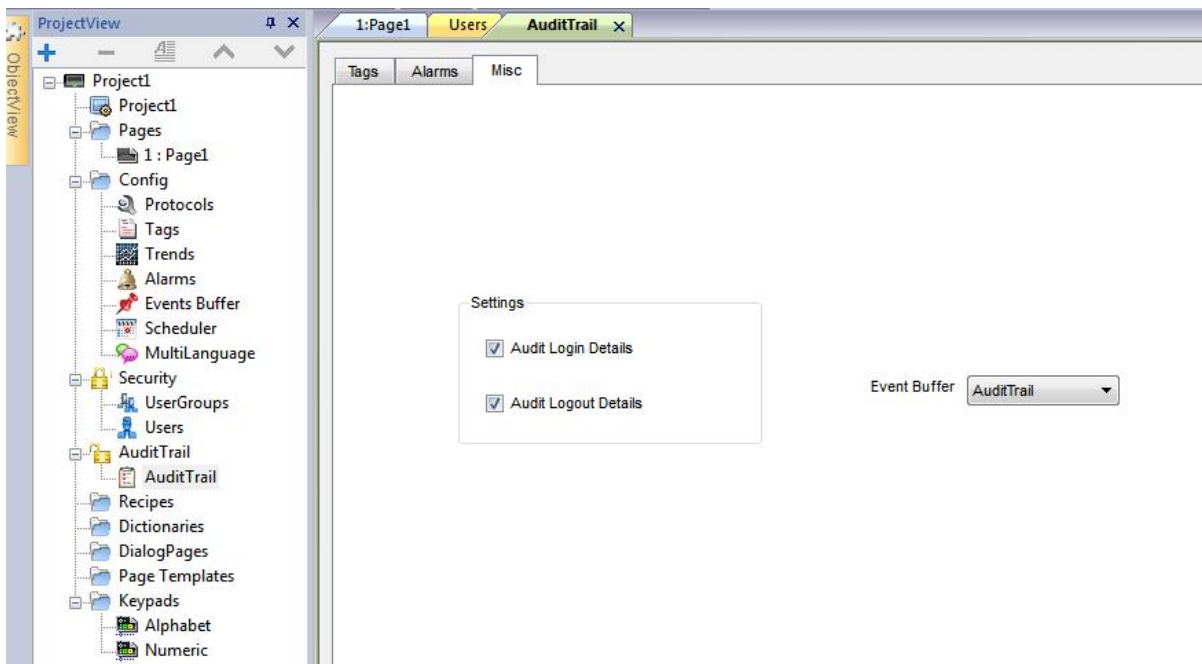 ObjectView
ProjectView
Project1
Project1
Pages
1 : Page1
Config
Protocols
Tags
Trends
Alarms
Events Buffer
Scheduler
MultiLanguage
Security
UserGroups
Users
AuditTrail
AuditTrail
Recipes
Dictionaries
DialogPages
Page Templates
Keypads
Alphabet
Numeric
1:Page1 Users AuditTrail
Tags Alarms Misc
Settings
Audit Login Details
Audit Logout Details
Event Buffer AuditTrail